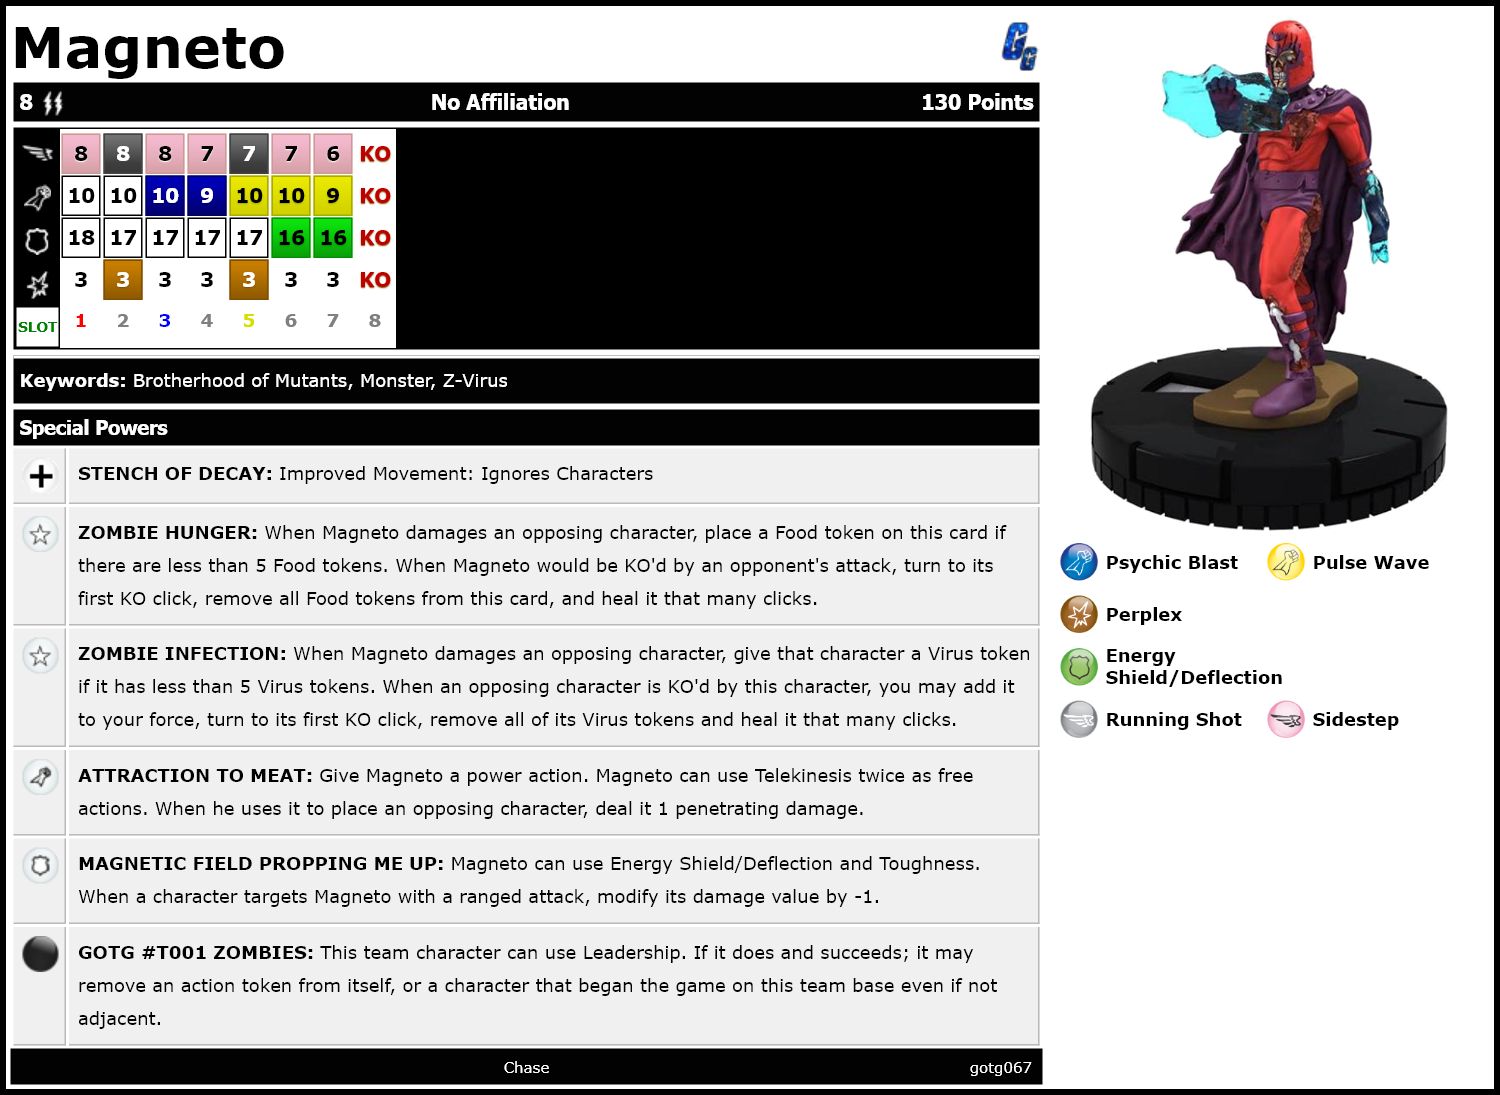 Magneto
GG
8 No Affiliation 130 Points
8 8 8 7 7 7 6 KO
10 10 10 9 10 10 9 KO
18 17 17 17 17 16 16 KO
3 3 3 3 3 3 3 KO
SLOT 1 2 3 4 5 6 7 8
Keywords: Brotherhood of Mutants, Monster, Z-Virus
Special Powers
STENCH OF DECAY: Improved Movement: Ignores Characters
ZOMBIE HUNGER: When Magneto damages an opposing character, place a Food token on this card if
there are less than 5 Food tokens. When Magneto would be KO'd by an opponent's attack, turn to its
first KO click, remove all Food tokens from this card, and heal it that many clicks.
ZOMBIE INFECTION: When Magneto damages an opposing character, give that character a Virus token
if it has less than 5 Virus tokens. When an opposing character is KO'd by this character, you may add it
to your force, turn to its first KO click, remove all of its Virus tokens and heal it that many clicks.
ATTRACTION TO MEAT: Give Magneto a power action. Magneto can use Telekinesis twice as free
actions. When he uses it to place an opposing character, deal it 1 penetrating damage.
MAGNETIC FIELD PROPPING ME UP: Magneto can use Energy Shield/Deflection and Toughness.
When a character targets Magneto with a ranged attack, modify its damage value by -1.
GOTG #T001 ZOMBIES: This team character can use Leadership. If it does and succeeds; it may
remove an action token from itself, or a character that began the game on this team base even if not
adjacent.
Chase gotg067
Psychic Blast Pulse Wave
Perplex
Energy
Shield/Deflection
Running Shot Sidestep